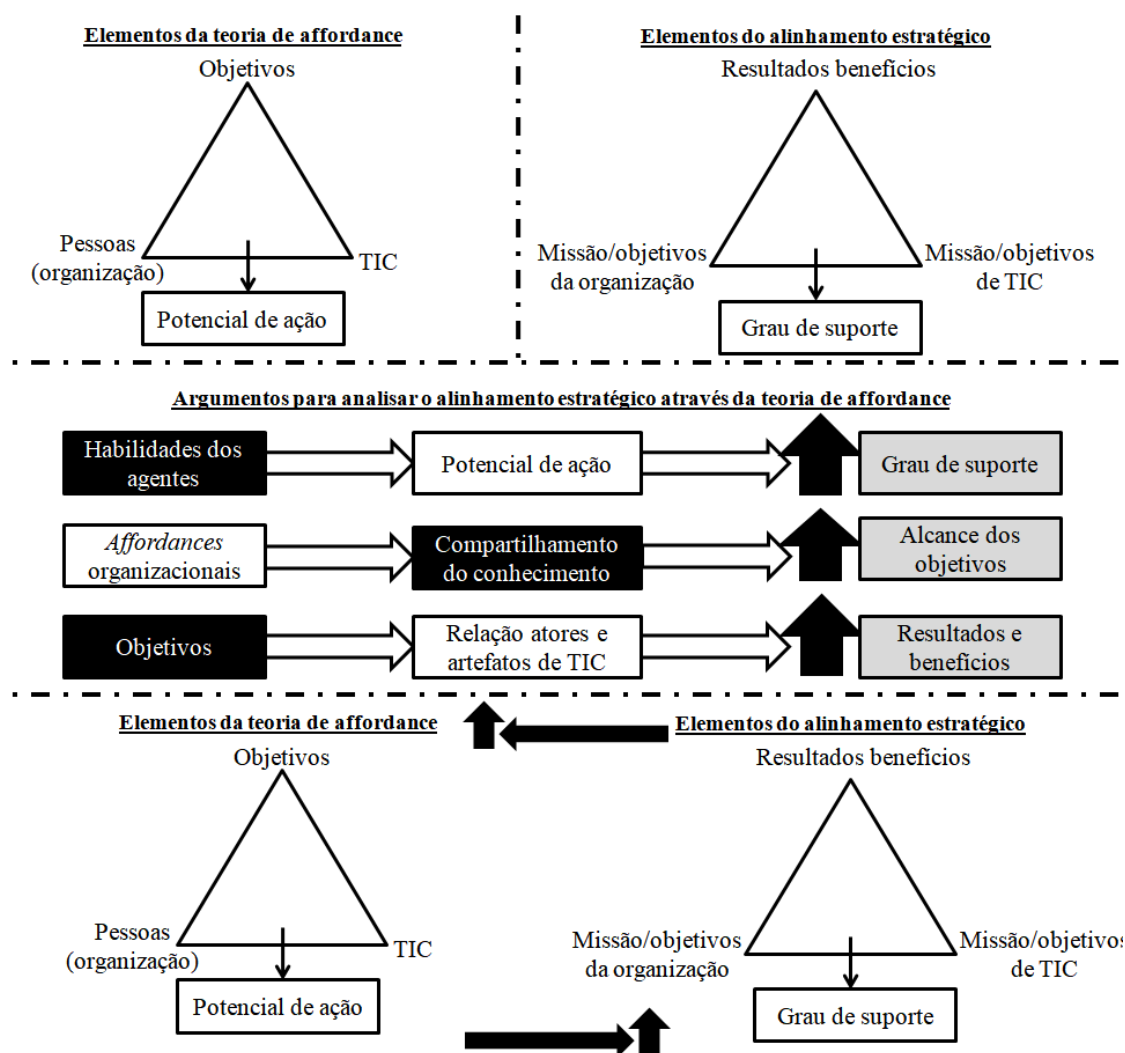 Elementos da teoria de affordance
Objetivos
Pessoas
(organização)
TIC
Potencial de ação
Elementos do alinhamento estratégico
Resultados benefícios
Missão/objetivos
da organização
Missão/objetivos
de TIC
Grau de suporte
Argumentos para analisar o alinhamento estratégico através da teoria de affordance
Habilidades dos
agentes
Potencial de ação
Grau de suporte
Affordances
organizacionais
Compartilhamento
do conhecimento
Alcance dos
objetivos
Objetivos
Relação atores e
artefatos de TIC
Resultados e
benefícios
Elementos da teoria de affordance
Objetivos
Pessoas
(organização)
TIC
Potencial de ação
Elementos do alinhamento estratégico
Resultados benefícios
Missão/objetivos
da organização
Missão/objetivos
de TIC
Grau de suporte